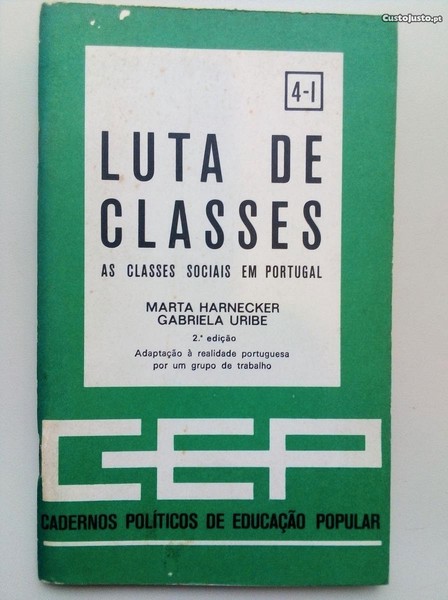 CustoJusto.pt
4-I
LUTA DE
CLASSES
AS CLASSES SOCIAIS EM PORTUGAL
MARTA HARNECKER
GABRIELA URIBE
2.ª edição
Adaptação à realidade portuguesa
por um grupo de trabalho
CEP
CADERNOS POLÍTICOS DE EDUCAÇÃO POPULAR